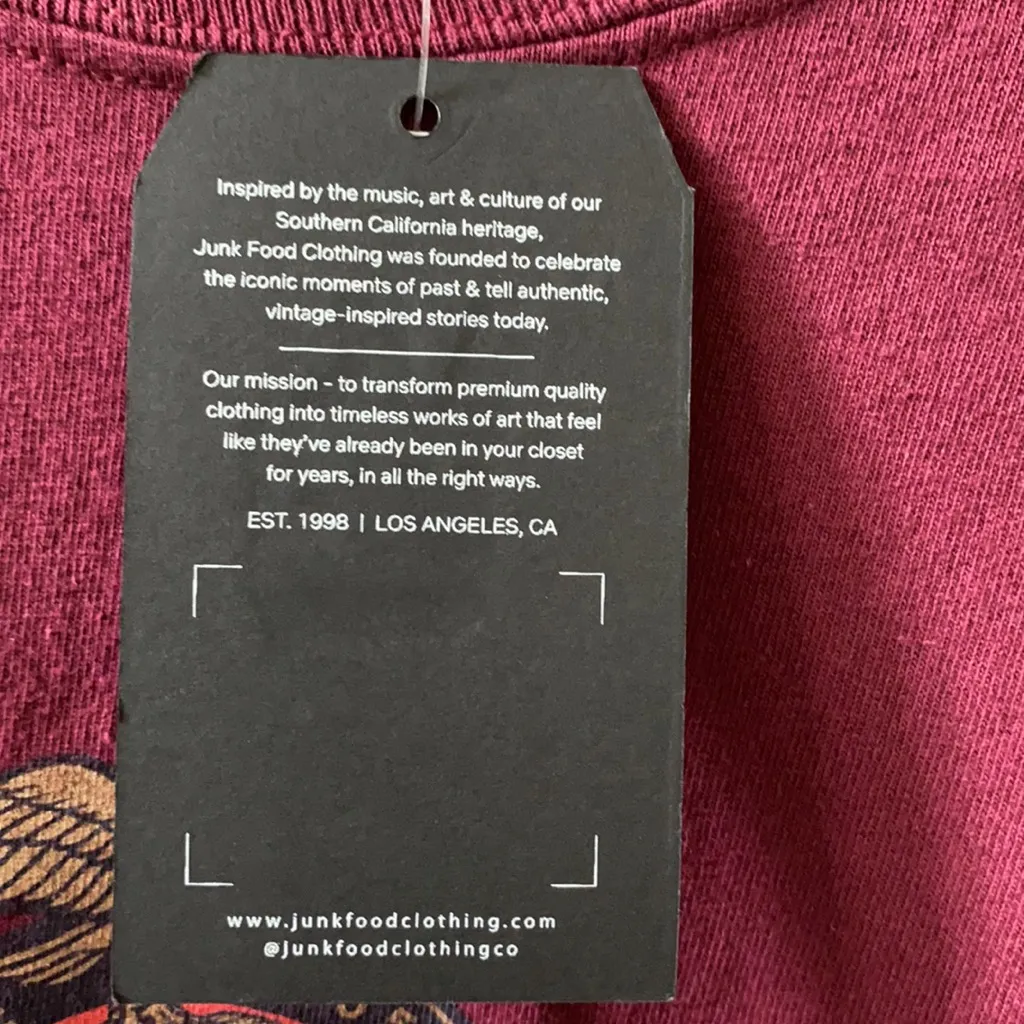 Inspired by the music, art & culture of our
Southern California heritage,
Junk Food Clothing was founded to celebrate
the iconic moments of past & tell authentic,
vintage-inspired stories today.
Our mission - to transform premium quality
clothing into timeless works of art that feel
like they've already been in your closet
for years, in all the right ways.
EST. 1998 | LOS ANGELES, CA
www.junkfoodclothing.com
@junkfoodclothingco